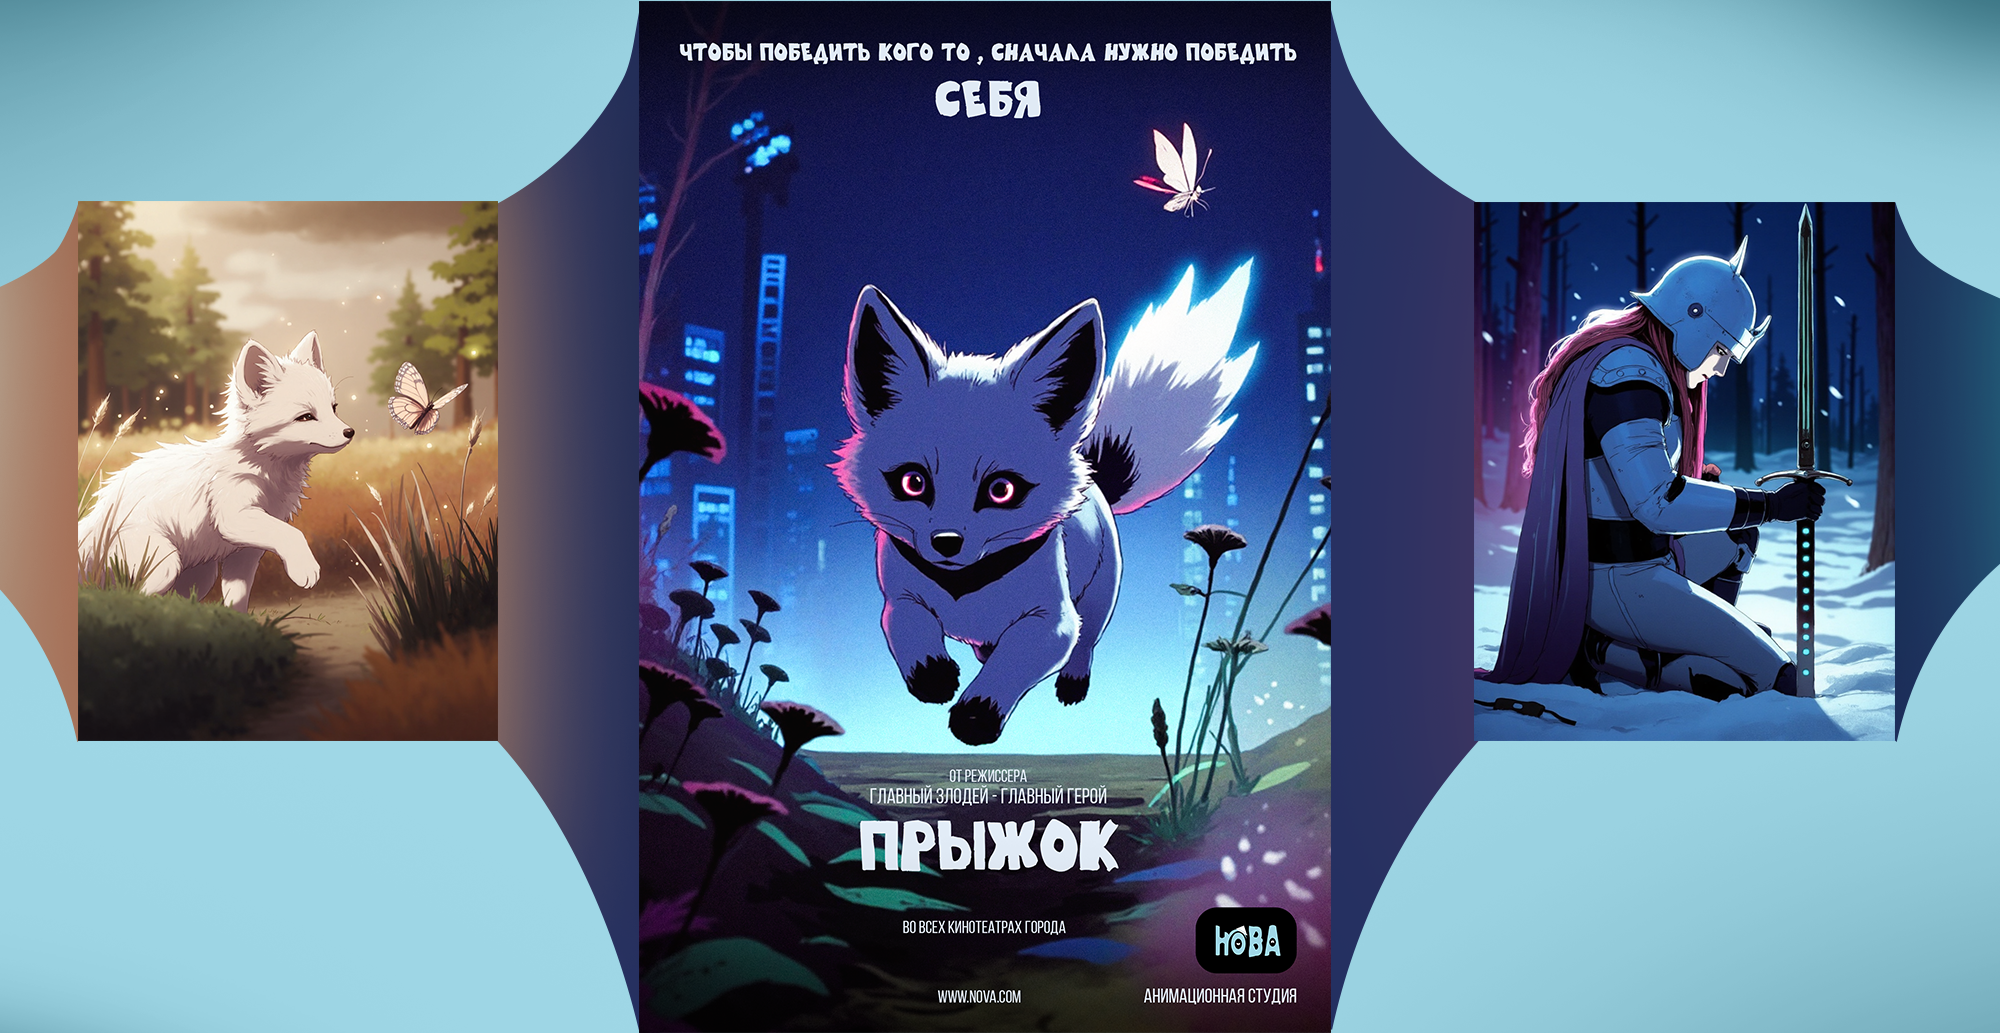 ЧТОБЫ ПОБЕДИТЬ КОГО ТО , СНАЧАЛА НУЖНО ПОБЕДИТЬ
СЕБЯ
ОТ РЕЖИССЕРА
ГЛАВНЫЙ ЗЛОДЕЙ - ГЛАВНЫЙ ГЕРОЙ
ПРЫЖОК
ВО ВСЕХ КИНОТЕАТРАХ ГОРОДА
НОВА
WWW.NOVA.COM
АНИМАЦИОННАЯ СТУДИЯ